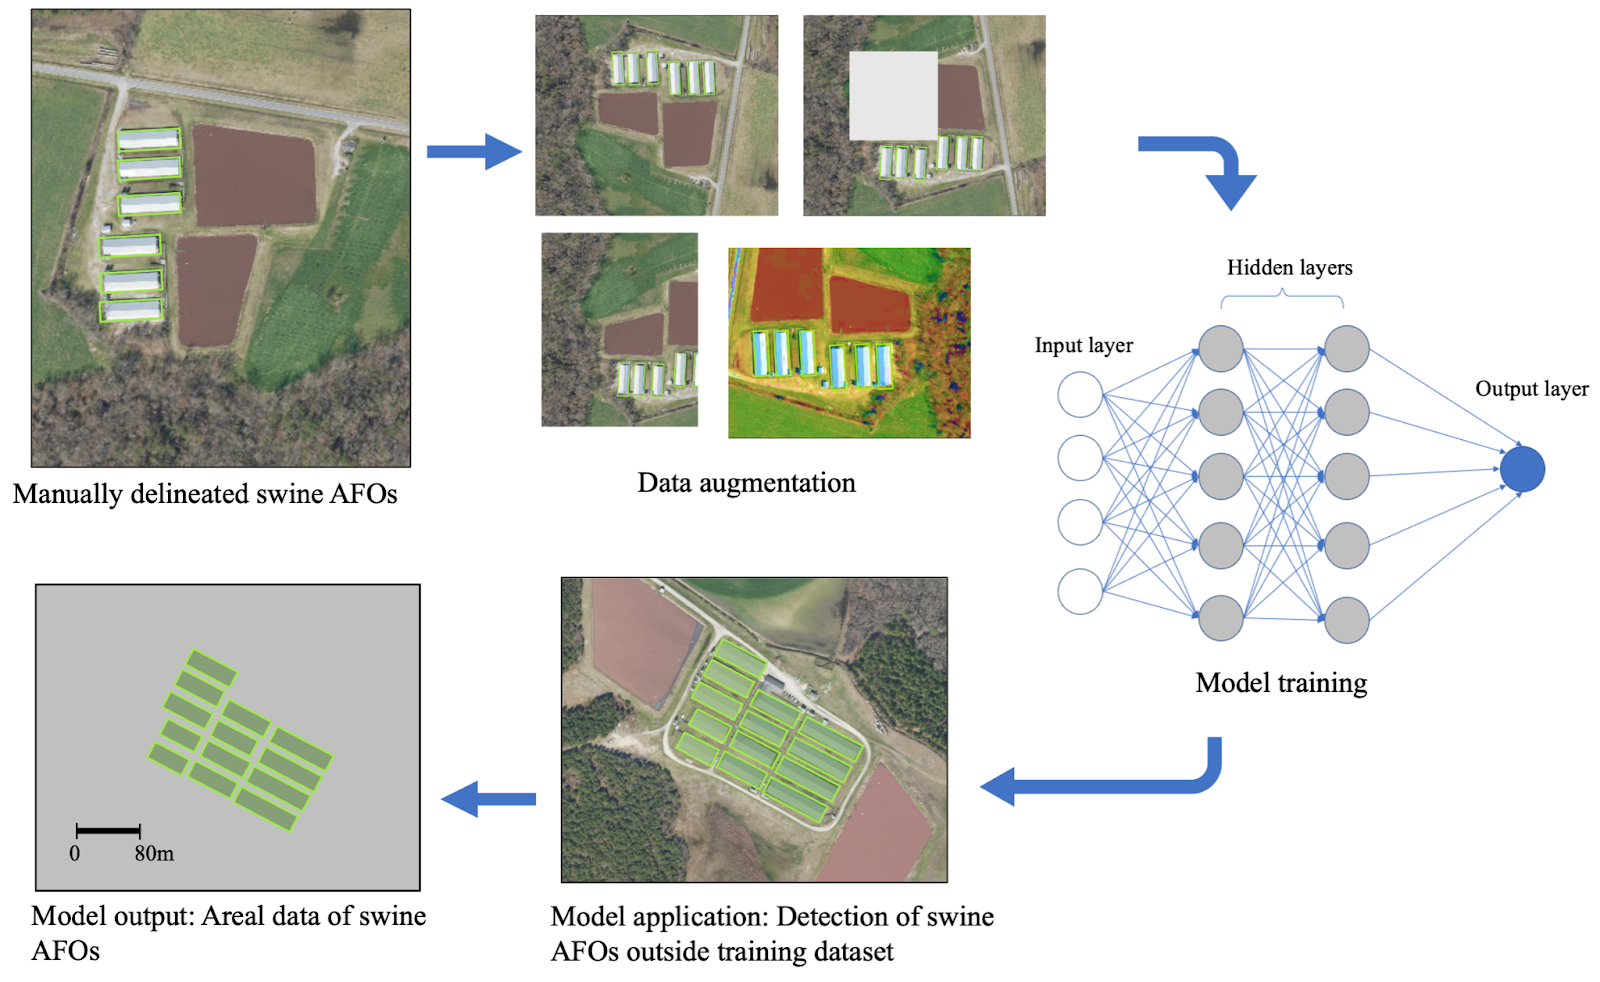 Manually delineated swine AFOs
Data augmentation
Hidden layers
Input layer
Output layer
Model training
Model application: Detection of swine
AFOs outside training dataset
0 80m
Model output: Areal data of swine
AFOs